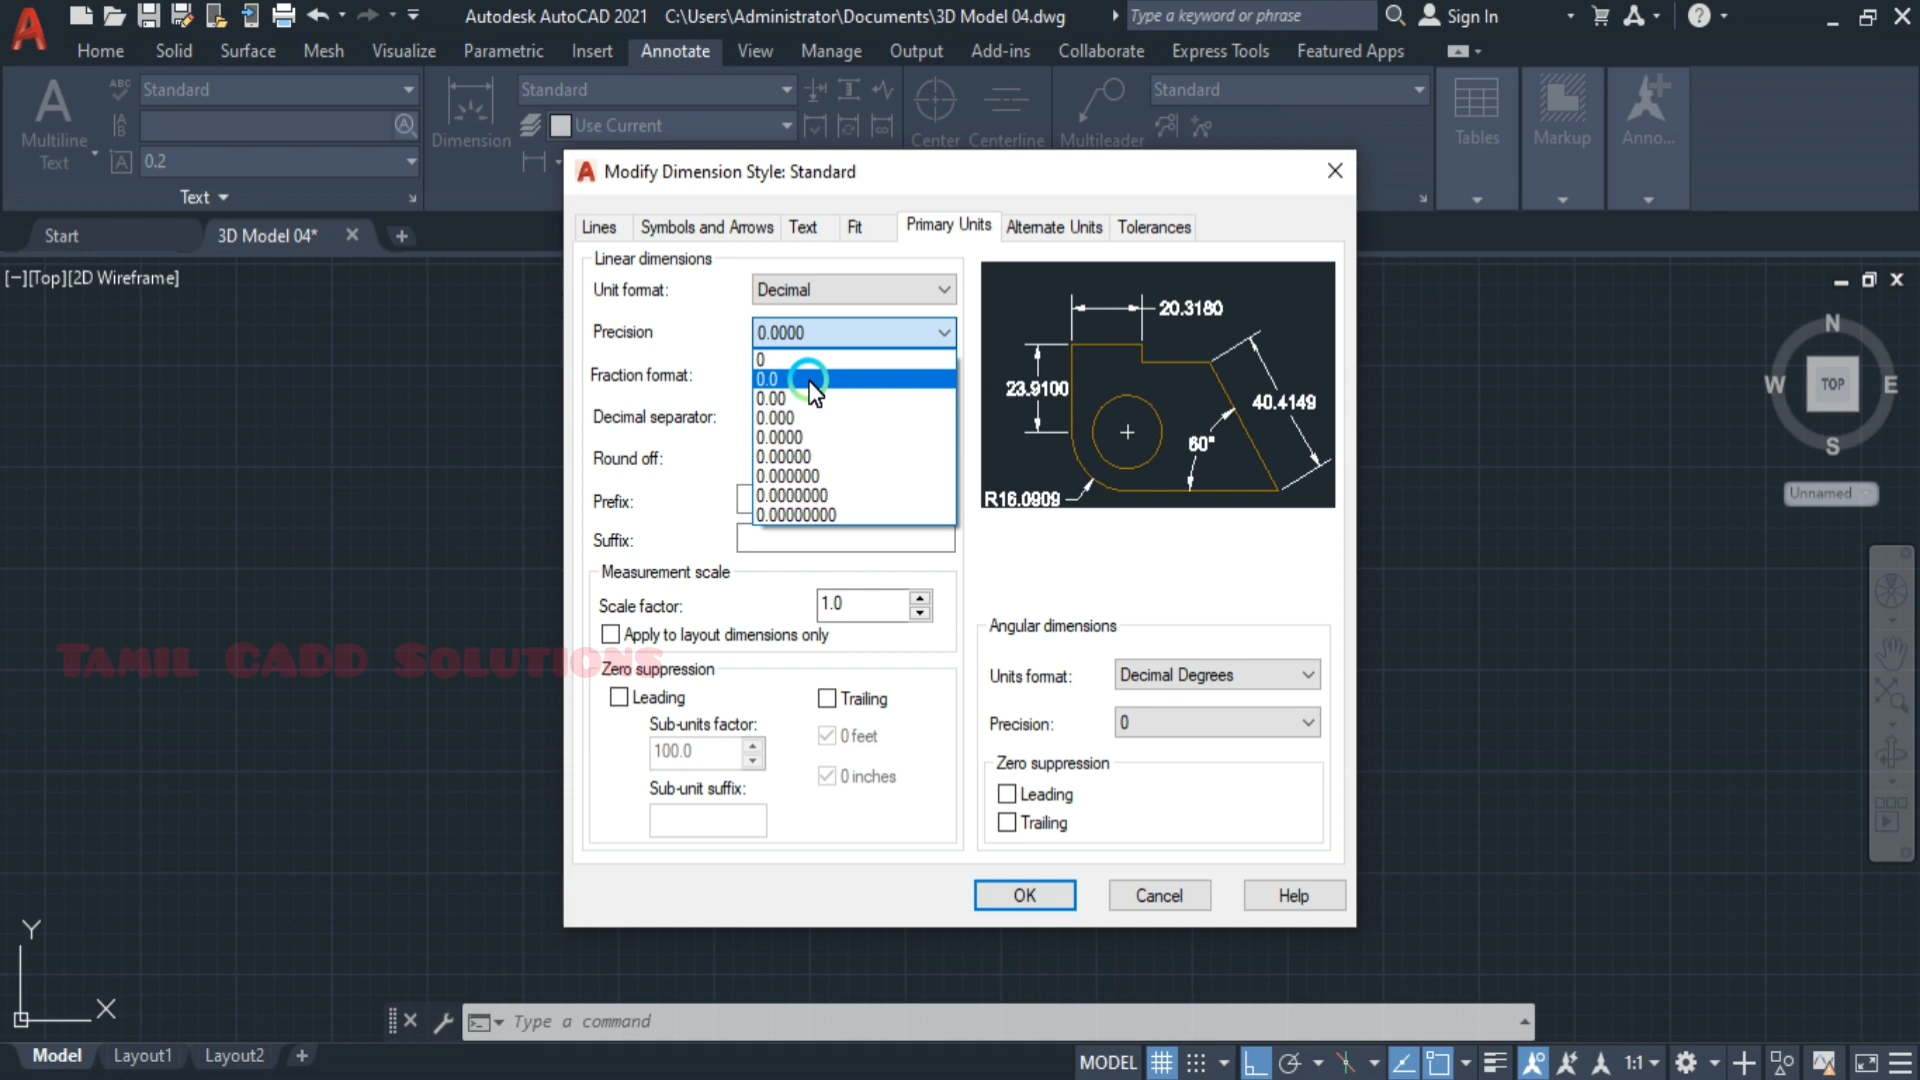 Autodesk AutoCAD 2021 C:\Users\Administrator\Documents\3D Model 04.dwg Type a keyword or phrase Sign In
Home Solid Surface Mesh Visualize Parametric Insert Annotate View Manage Output Add-ins Collaborate Express Tools Featured Apps
Multiline Text
ABC Standard
0.2
Text
Dimension
Standard
Use Current
Center Centerline
Multileader
Standard
Tables
Markup
Anno...
Start 3D Model 04*
[−][Top][2D Wireframe]
Modify Dimension Style: Standard
Lines Symbols and Arrows Text Fit Primary Units Alternate Units Tolerances
Linear dimensions
Unit format: Decimal
Precision 0.0000
0
0.0
0.00
0.000
0.0000
0.00000
0.000000
0.0000000
0.00000000
Fraction format:
Decimal separator:
Round off:
Prefix:
Suffix:
Measurement scale
Scale factor: 1.0
Apply to layout dimensions only
Zero suppression
Leading
Trailing
Sub-units factor:
100.0
0 feet
Sub-unit suffix:
0 inches
20.3180
23.9100
40.4149
60°
R16.0909
Angular dimensions
Units format: Decimal Degrees
Precision: 0
Zero suppression
Leading
Trailing
OK Cancel Help
N
W TOP E
S
Unnamed
Tamil CADD Solutions
Y
X
Type a command
Model Layout1 Layout2
MODEL 1:1